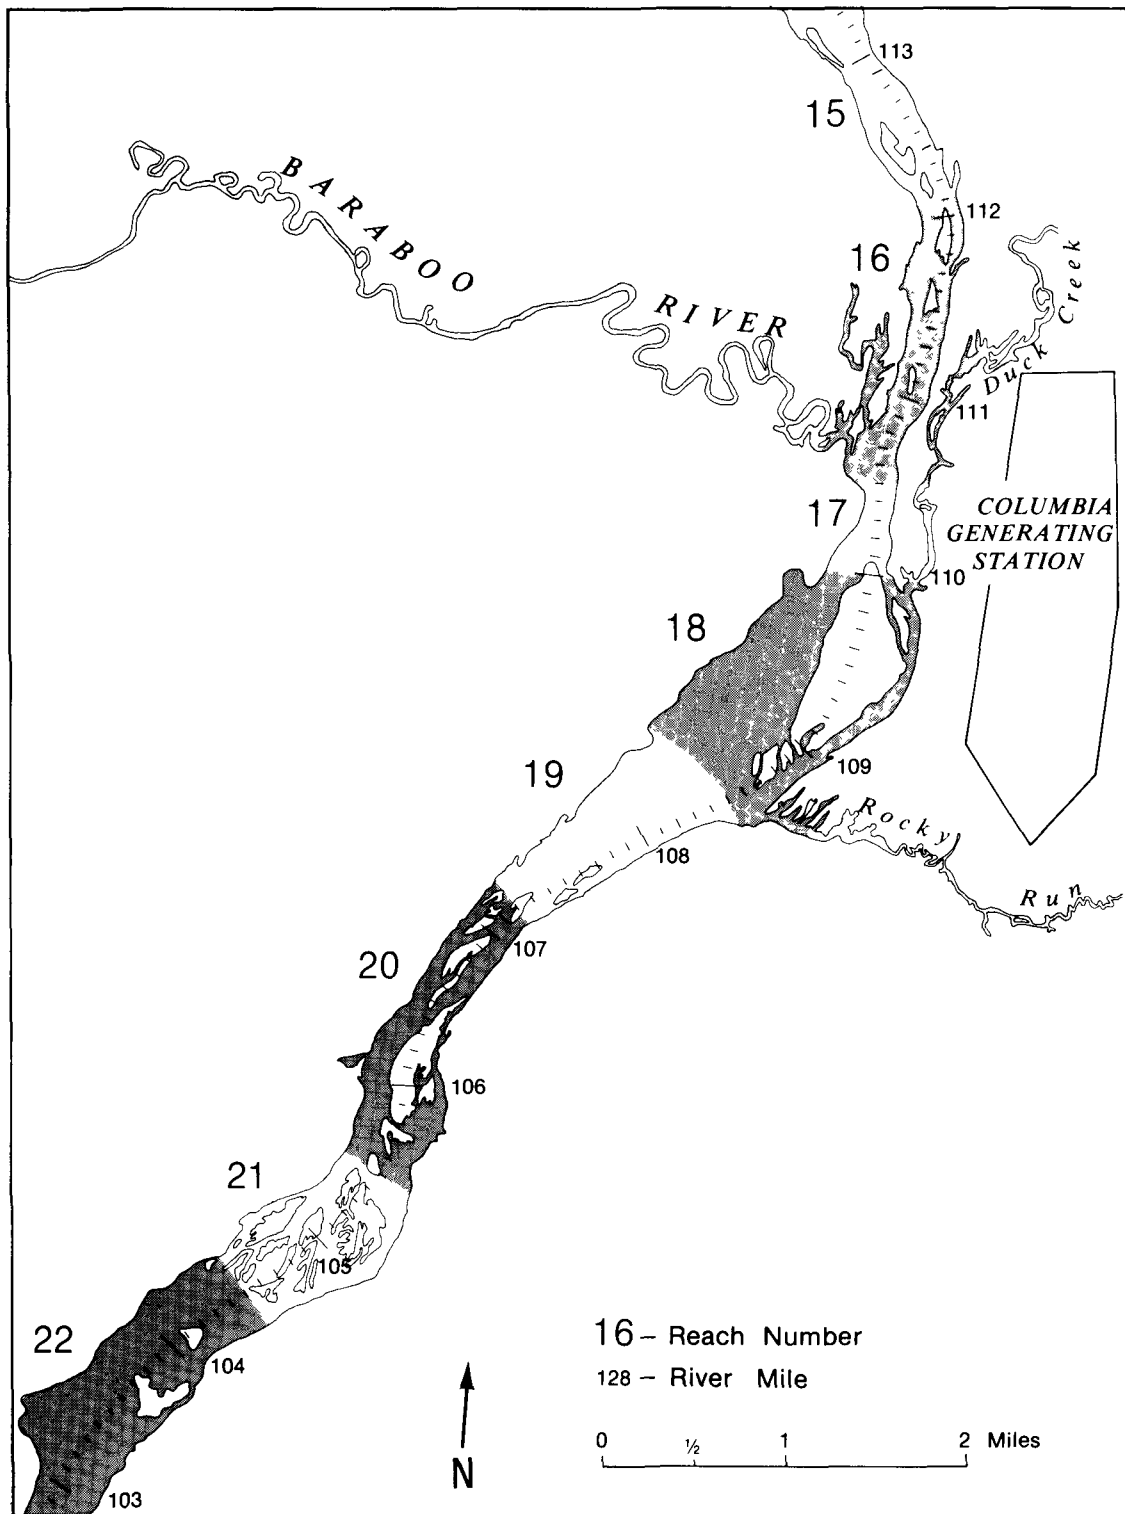 113
15
BARABOO
112
16
Creek
RIVER
Duck
111
17
COLUMBIA
GENERATING
STATION
110
18
109
19
Rocky
108
Run
107
20
106
21
105
22
104
103
16 – Reach Number
128 – River Mile
N
0 ½ 1 2 Miles